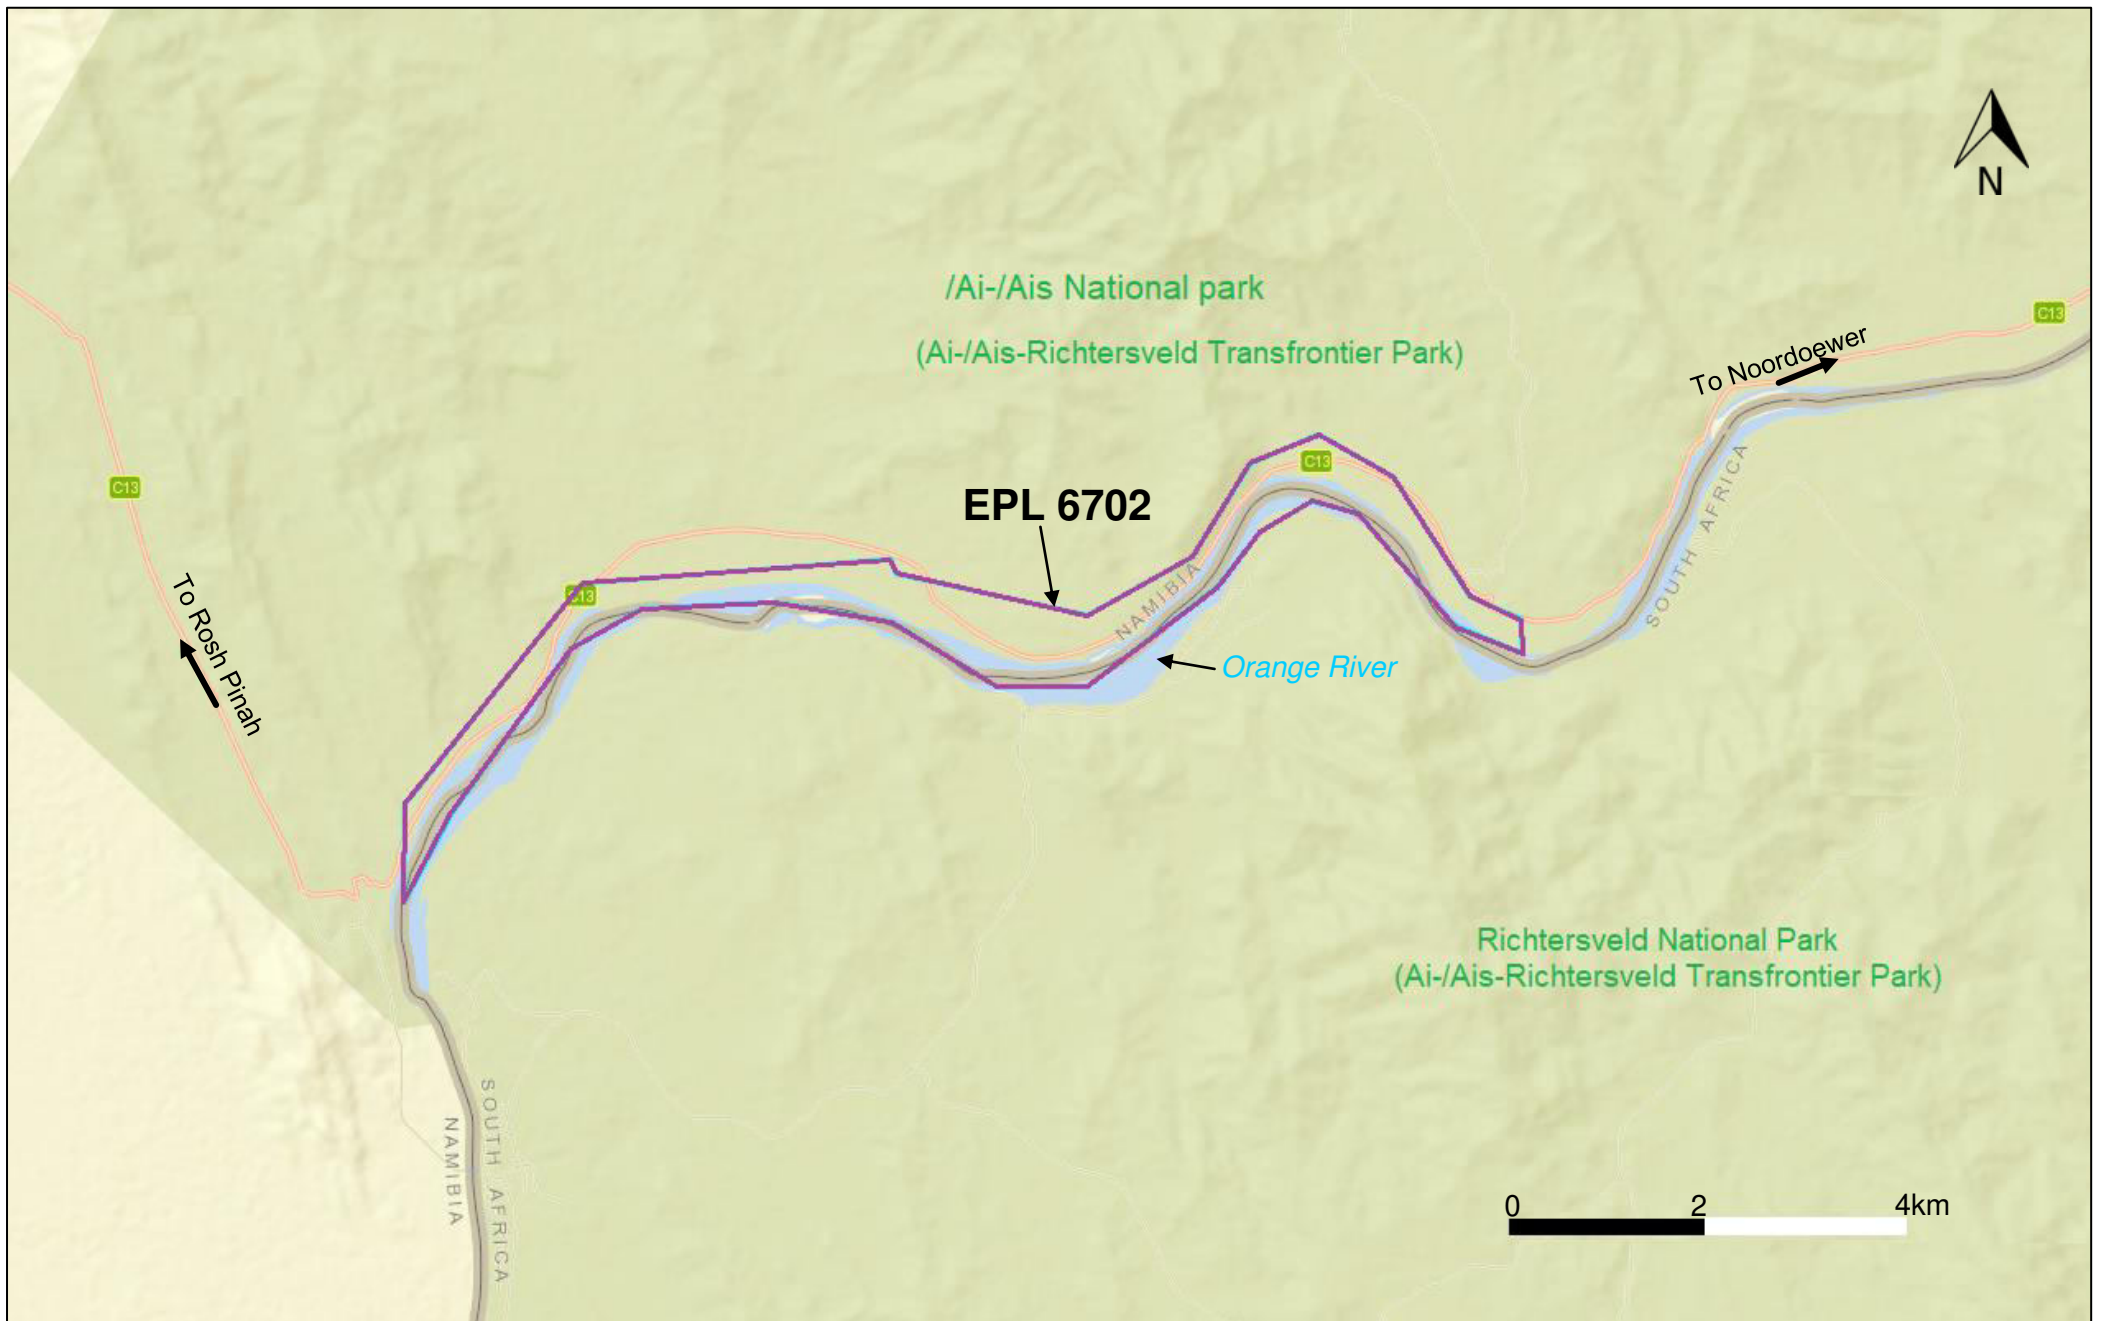 N
/Ai-/Ais National park
(Ai-/Ais-Richtersveld Transfrontier Park)
C13
To Noordoewer
C13
C13
EPL 6702
C13
NAMIBIA
SOUTH AFRICA
To Rosh Pinah
Orange River
Richtersveld National Park
(Ai-/Ais-Richtersveld Transfrontier Park)
SOUTH AFRICA
NAMIBIA
0 2 4km